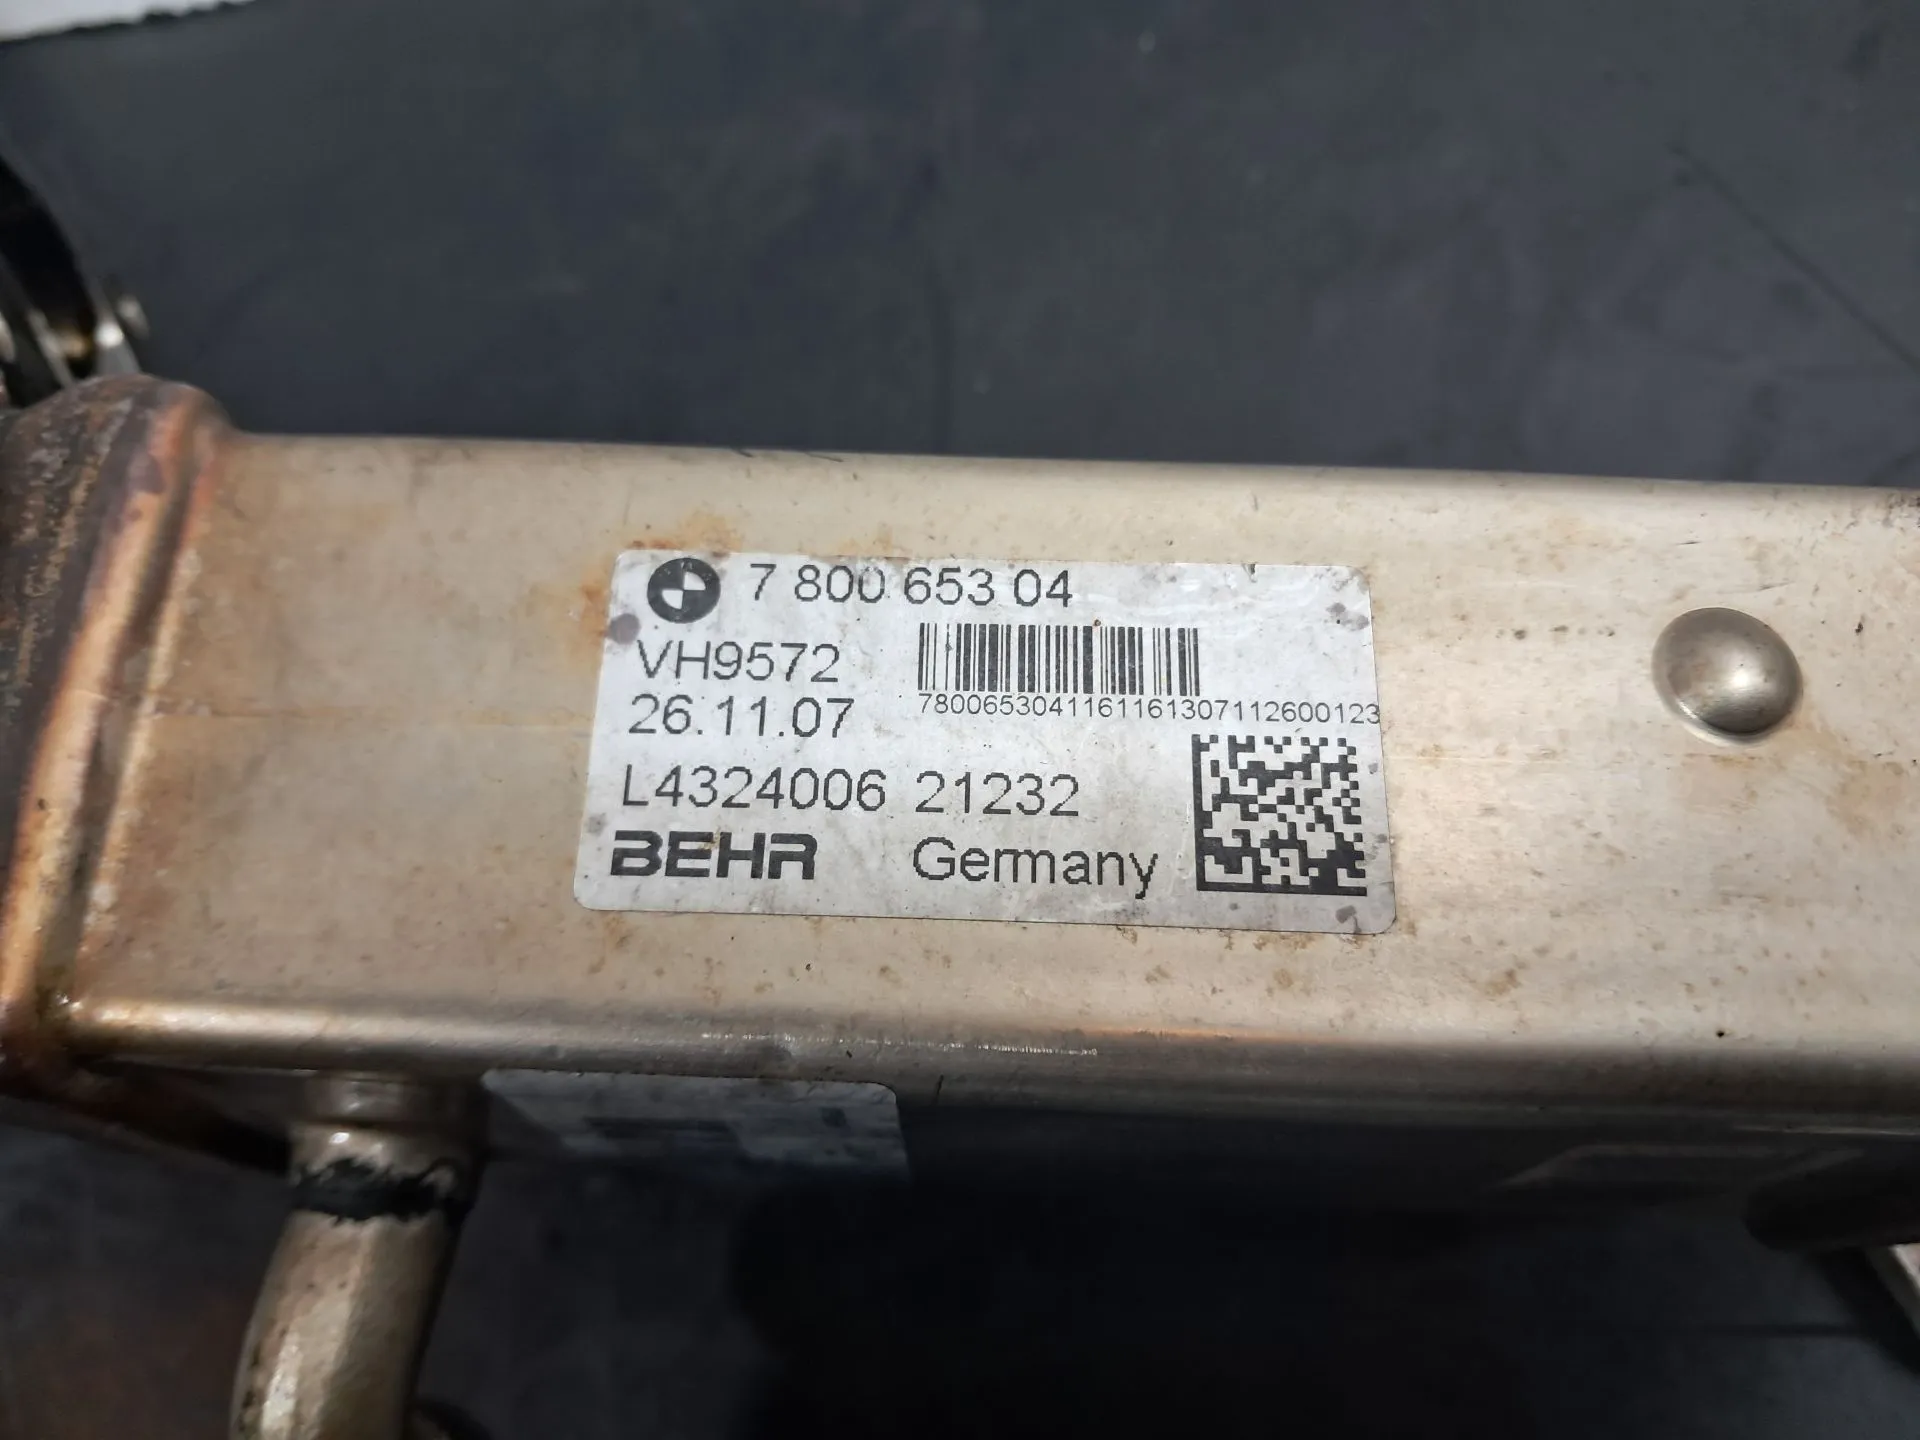 7 800 653 04
VH9572
26.11.07
7800653041161161307112600123
L4324006 21232
BEHR Germany